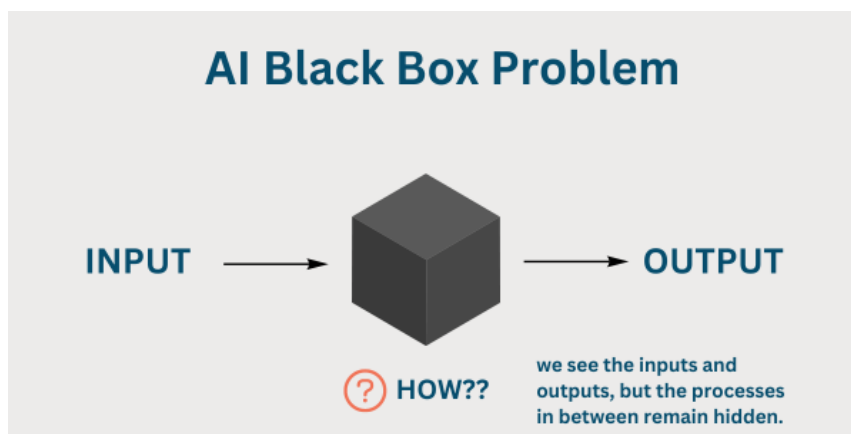 AI Black Box Problem
INPUT
OUTPUT
? HOW??
we see the inputs and
outputs, but the processes
in between remain hidden.